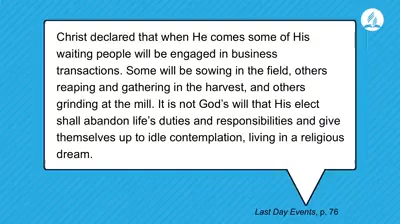 Christ declared that when He comes some of His
waiting people will be engaged in business
transactions. Some will be sowing in the field, others
reaping and gathering in the harvest, and others
grinding at the mill. It is not God’s will that His elect
shall abandon life’s duties and responsibilities and give
themselves up to idle contemplation, living in a religious
dream.
Last Day Events, p. 76